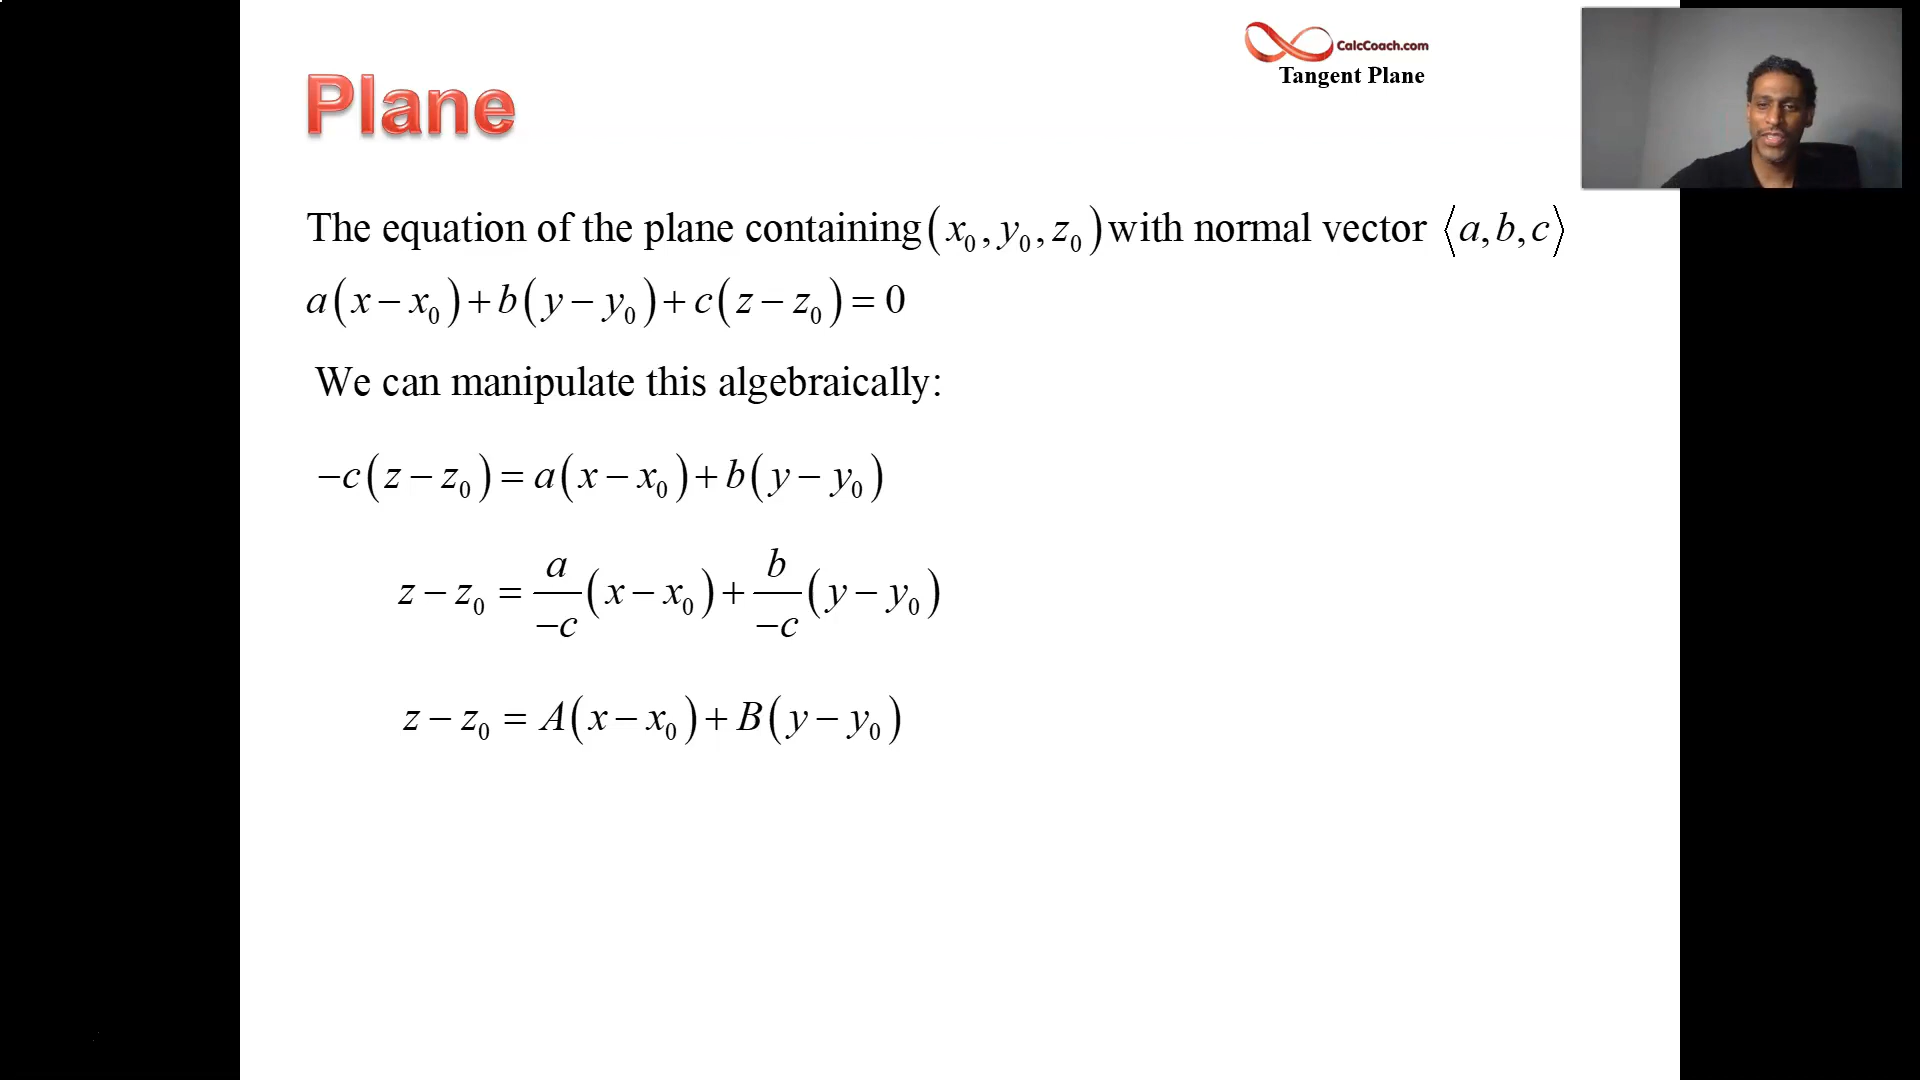 CalcCoach.com
Tangent Plane
Plane
The equation of the plane containing (x₀, y₀, z₀) with normal vector ⟨a, b, c⟩
a(x − x₀) + b(y − y₀) + c(z − z₀) = 0
We can manipulate this algebraically:
−c(z − z₀) = a(x − x₀) + b(y − y₀)
z − z₀ = a/−c (x − x₀) + b/−c (y − y₀)
z − z₀ = A(x − x₀) + B(y − y₀)